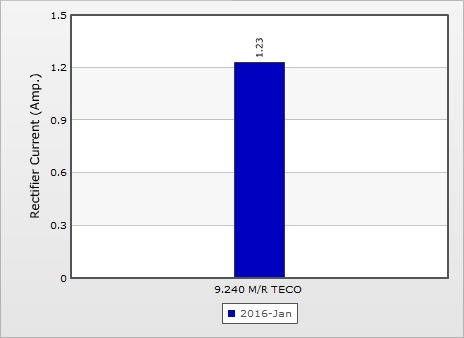 1.5
1.2
0.9
0.6
0.3
0
Rectifier Current (Amp.)
1.23
9.240 M/R TECO
2016-Jan